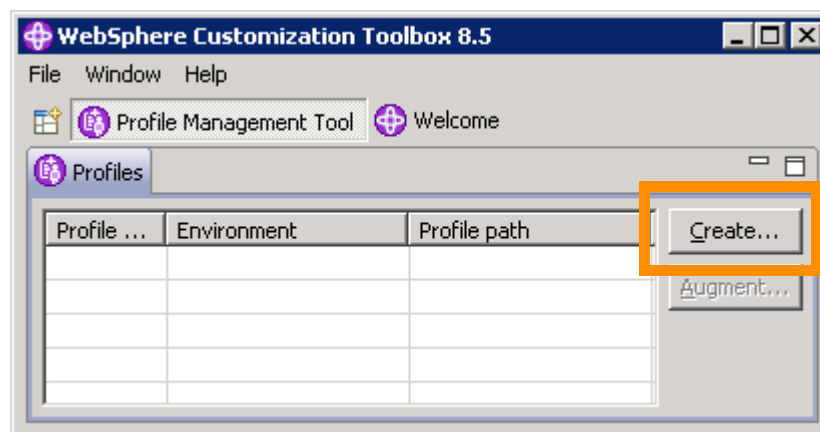 WebSphere Customization Toolbox 8.5
File Window Help
Profile Management Tool Welcome
Profiles
Profile ... Environment Profile path Create...
Augment...